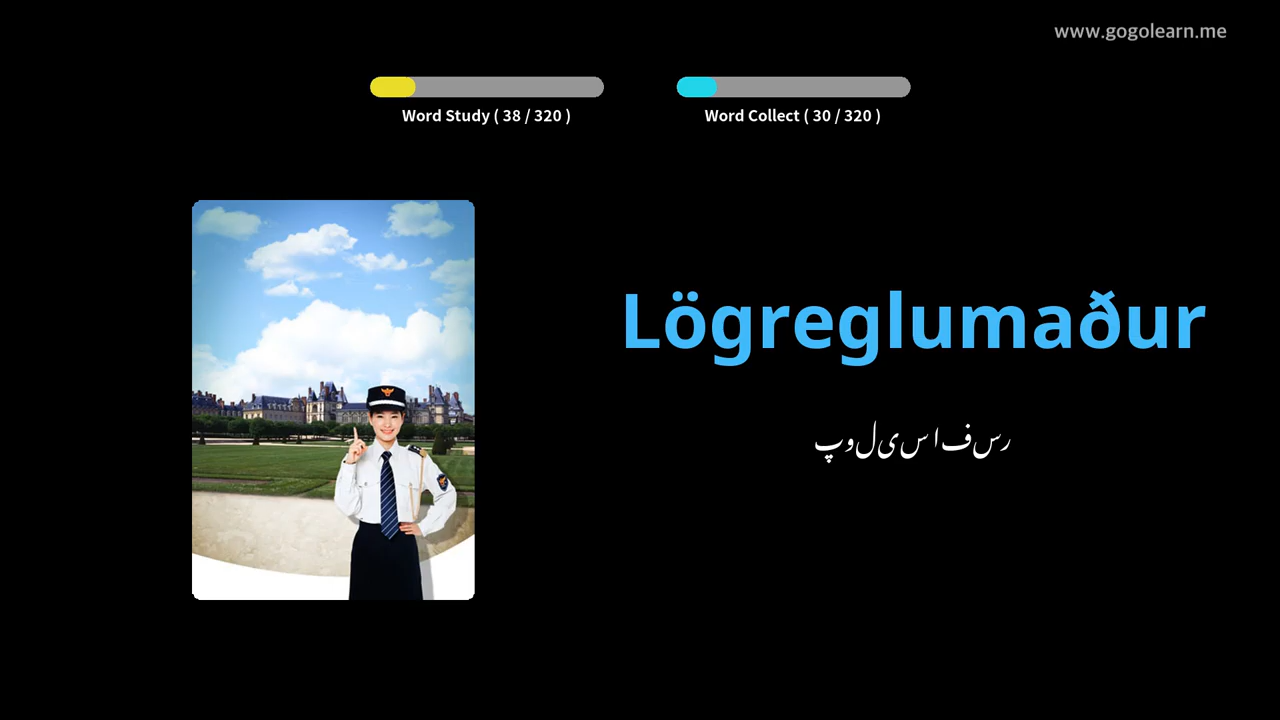 www.gogolearn.me
Word Study ( 38 / 320 )
Word Collect ( 30 / 320 )
Lögreglumaður
پولیس افسر